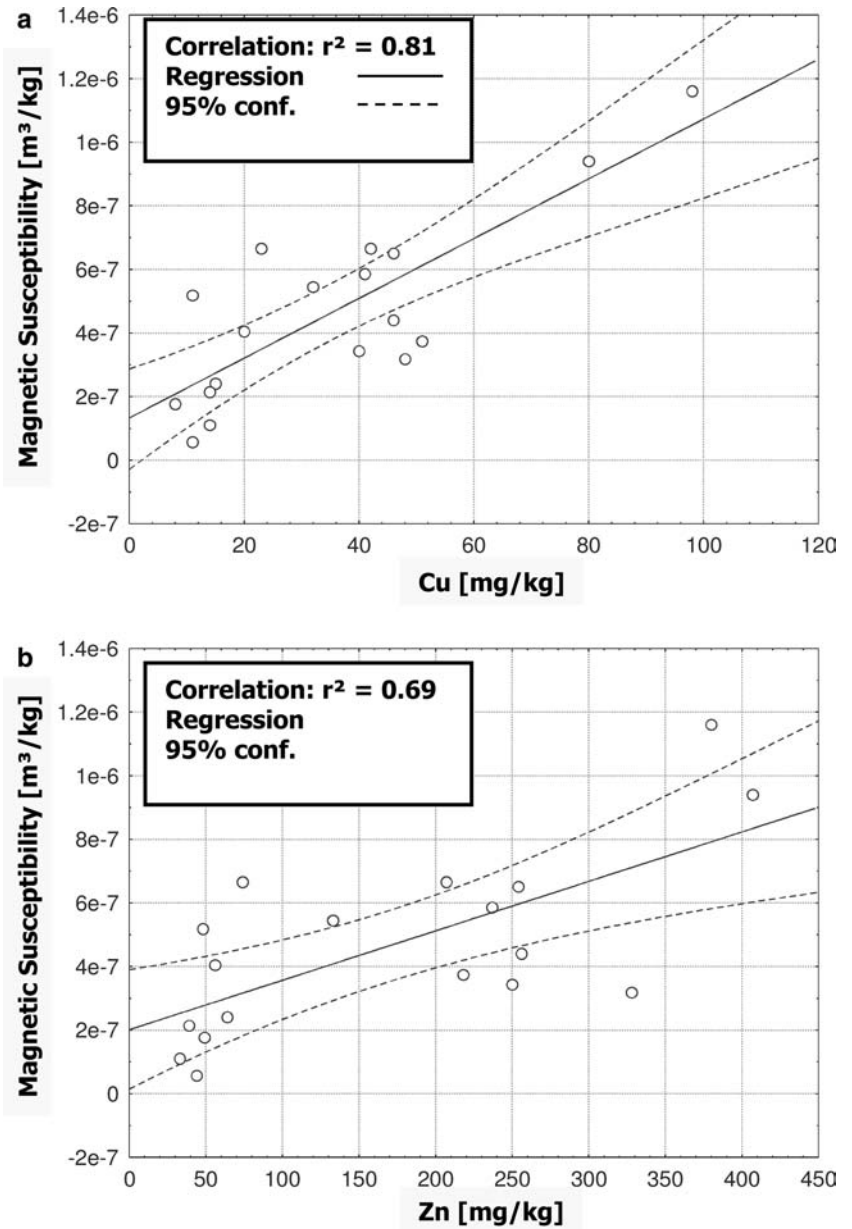 a
1.4e-6
1.2e-6
1e-6
8e-7
6e-7
4e-7
2e-7
0
-2e-7
Magnetic Susceptibility [m³/kg]
Correlation: r² = 0.81
Regression
95% conf.
0 20 40 60 80 100 120
Cu [mg/kg]
b
1.4e-6
1.2e-6
1e-6
8e-7
6e-7
4e-7
2e-7
0
-2e-7
Magnetic Susceptibility [m³/kg]
Correlation: r² = 0.69
Regression
95% conf.
0 50 100 150 200 250 300 350 400 450
Zn [mg/kg]